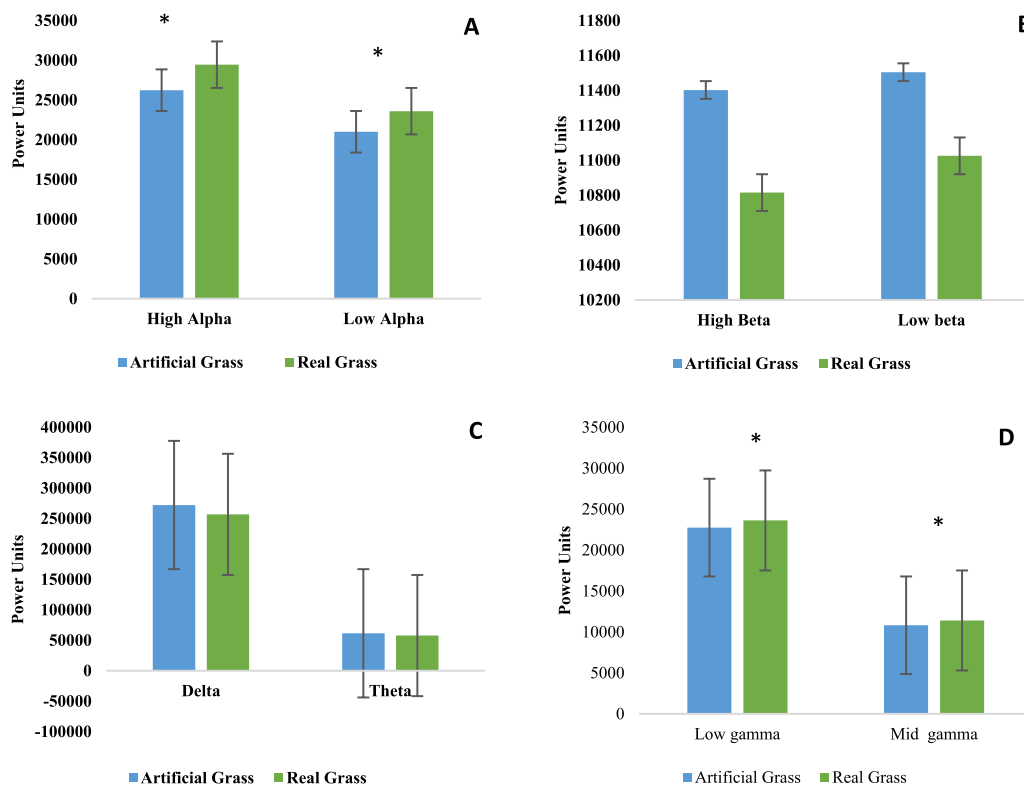 A
*
*
35000
30000
25000
20000
15000
10000
5000
0
Power Units
High Alpha Low Alpha
Artificial Grass Real Grass
11800
11600
11400
11200
11000
10800
10600
10400
10200
Power Units
High Beta Low beta
Artificial Grass Real Grass
C
400000
350000
300000
250000
200000
150000
100000
50000
0
-50000
-100000
Power Units
Delta Theta
Artificial Grass Real Grass
D
*
*
35000
30000
25000
20000
15000
10000
5000
0
Power Units
Low gamma Mid gamma
Artificial Grass Real Grass